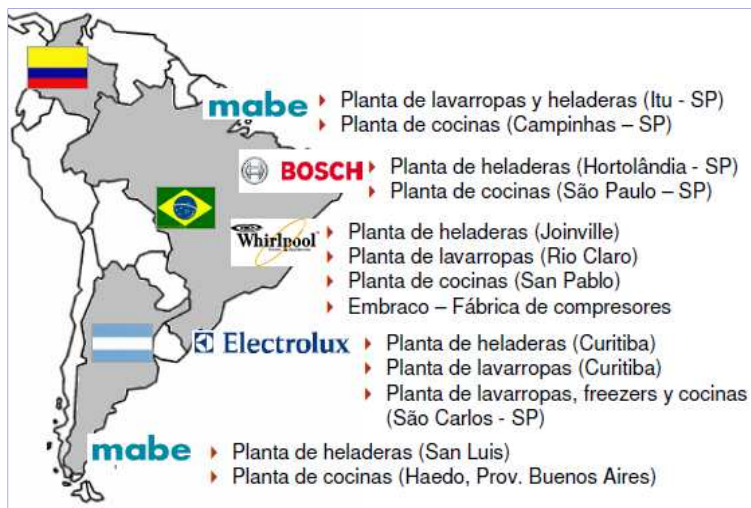 mabe
Planta de lavarropas y heladeras (Itu - SP)
Planta de cocinas (Campinhas – SP)
BOSCH
Planta de heladeras (Hortolândia - SP)
Planta de cocinas (São Paulo – SP)
Whirlpool
Planta de heladeras (Joinville)
Planta de lavarropas (Rio Claro)
Planta de cocinas (San Pablo)
Embraco – Fábrica de compresores
Electrolux
Planta de heladeras (Curitiba)
Planta de lavarropas (Curitiba)
Planta de lavarropas, freezers y cocinas
(São Carlos - SP)
mabe
Planta de heladeras (San Luis)
Planta de cocinas (Haedo, Prov. Buenos Aires)